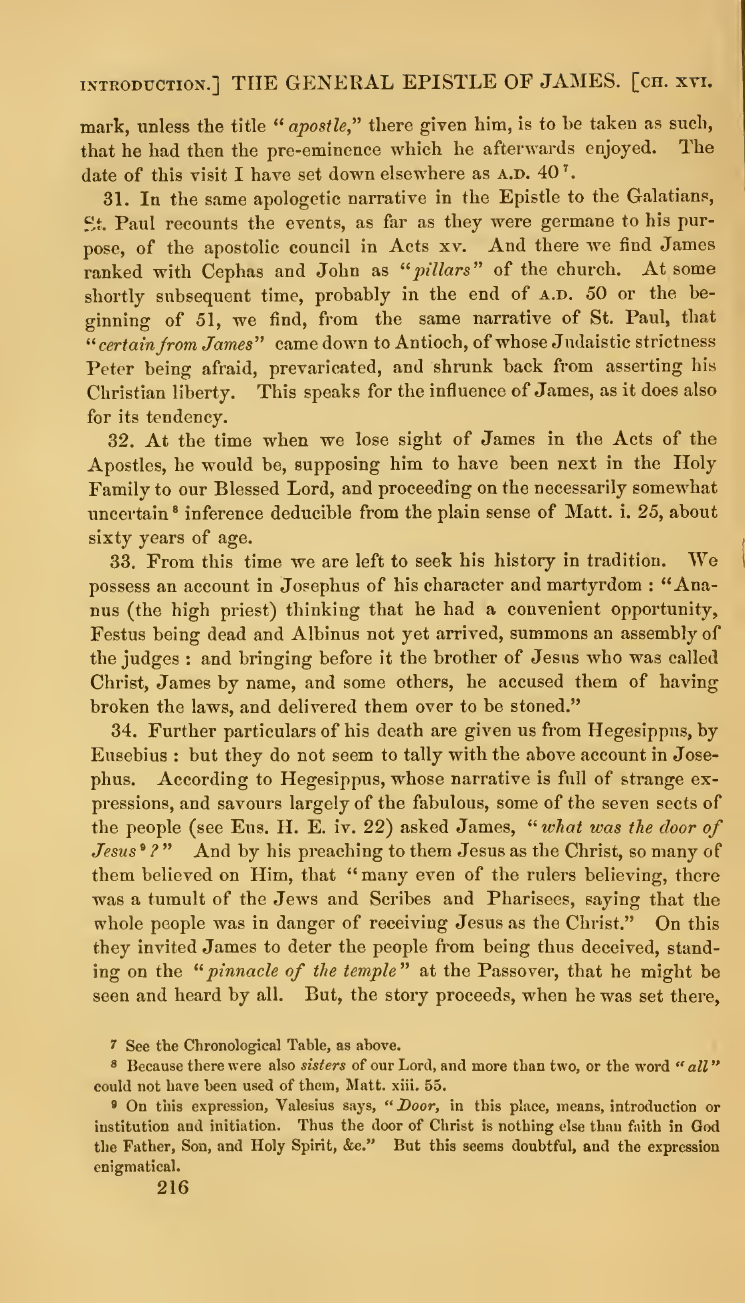 INTRODUCTION.] THE GENERAL EPISTLE OF JAMES. [CH. XVI.
mark, unless the title “apostle,” there given him, is to be taken as such,
that he had then the pre-eminence which he afterwards enjoyed. The
date of this visit I have set down elsewhere as A.D. 40 7.
31. In the same apologetic narrative in the Epistle to the Galatians,
St. Paul recounts the events, as far as they were germane to his pur-
pose, of the apostolic council in Acts xv. And there we find James
ranked with Cephas and John as “pillars” of the church. At some
shortly subsequent time, probably in the end of A.D. 50 or the be-
ginning of 51, we find, from the same narrative of St. Paul, that
“certain from James” came down to Antioch, of whose Judaistic strictness
Peter being afraid, prevaricated, and shrunk back from asserting his
Christian liberty. This speaks for the influence of James, as it does also
for its tendency.
32. At the time when we lose sight of James in the Acts of the
Apostles, he would be, supposing him to have been next in the Holy
Family to our Blessed Lord, and proceeding on the necessarily somewhat
uncertain 8 inference deducible from the plain sense of Matt. i. 25, about
sixty years of age.
33. From this time we are left to seek his history in tradition. We
possess an account in Josephus of his character and martyrdom : “Ana-
nus (the high priest) thinking that he had a convenient opportunity,
Festus being dead and Albinus not yet arrived, summons an assembly of
the judges : and bringing before it the brother of Jesus who was called
Christ, James by name, and some others, he accused them of having
broken the laws, and delivered them over to be stoned.”
34. Further particulars of his death are given us from Hegesippus, by
Eusebius : but they do not seem to tally with the above account in Jose-
phus. According to Hegesippus, whose narrative is full of strange ex-
pressions, and savours largely of the fabulous, some of the seven sects of
the people (see Eus. H. E. iv. 22) asked James, “what was the door of
Jesus 9 ?” And by his preaching to them Jesus as the Christ, so many of
them believed on Him, that “many even of the rulers believing, there
was a tumult of the Jews and Scribes and Pharisees, saying that the
whole people was in danger of receiving Jesus as the Christ.” On this
they invited James to deter the people from being thus deceived, stand-
ing on the “pinnacle of the temple” at the Passover, that he might be
seen and heard by all. But, the story proceeds, when he was set there,
7 See the Chronological Table, as above.
8 Because there were also sisters of our Lord, and more than two, or the word “all”
could not have been used of them, Matt. xiii. 55.
9 On this expression, Valesius says, “Door, in this place, means, introduction or
institution and initiation. Thus the door of Christ is nothing else than faith in God
the Father, Son, and Holy Spirit, &c.” But this seems doubtful, and the expression
enigmatical.
216